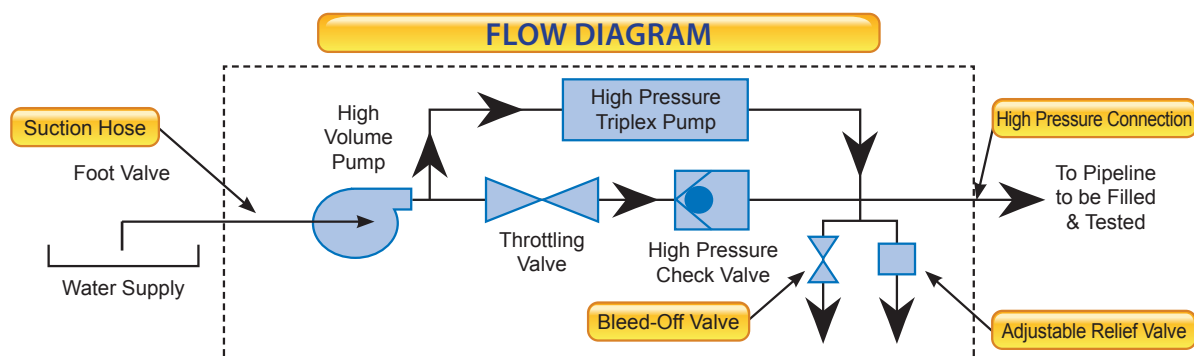 FLOW DIAGRAM
Suction Hose
Foot Valve
Water Supply
High
Volume
Pump
High Pressure
Triplex Pump
Throttling
Valve
High Pressure
Check Valve
Bleed-Off Valve
High Pressure Connection
To Pipeline
to be Filled
& Tested
Adjustable Relief Valve